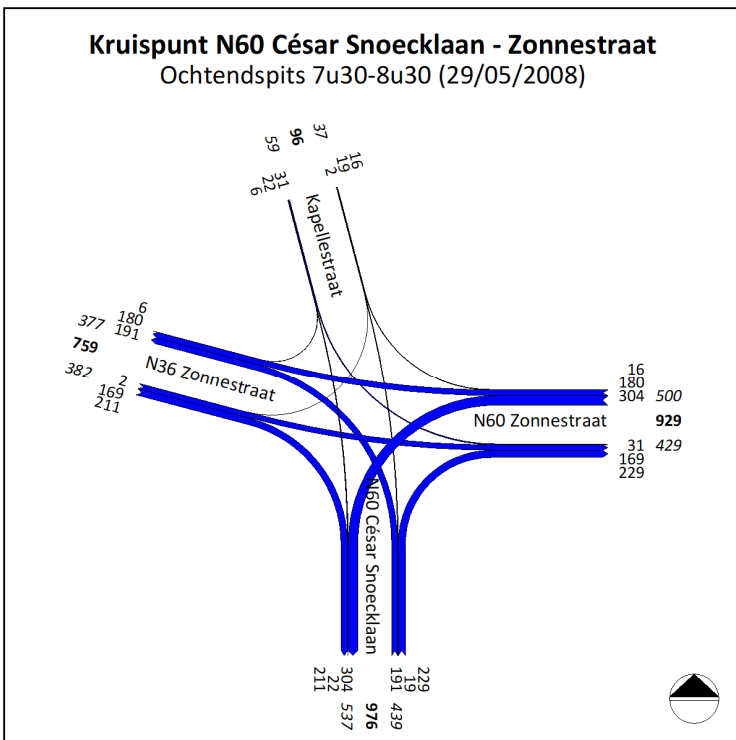 Kruispunt N60 César Snoecklaan - Zonnestraat
Ochtendspits 7u30-8u30 (29/05/2008)
59 96 37
6 22 31
2 19 16
Kapellestraat
6
377 180
191
759
N36 Zonnestraat
382 2
169
211
16
180
304 500
N60 Zonnestraat 929
31 429
169
229
N60 César Snoecklaan
211 22 304 537
976
191 19 229 439